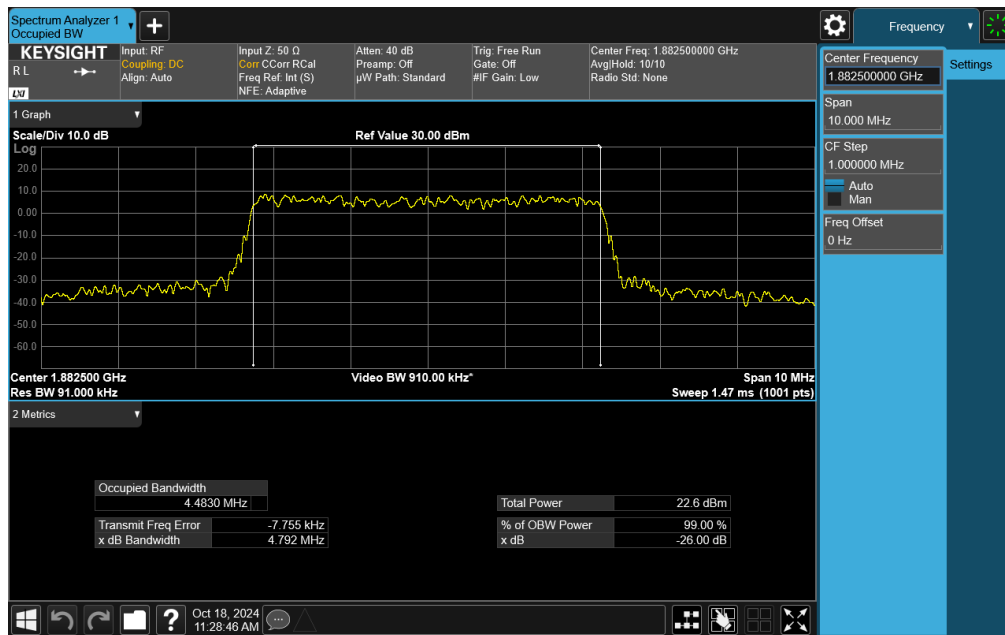 Spectrum Analyzer 1
Occupied BW
Frequency
KEYSIGHT
R L
LXI
Input: RF
Coupling: DC
Align: Auto
Input Z: 50 Ω
Corr CCorr RCal
Freq Ref: Int (S)
NFE: Adaptive
Atten: 40 dB
Preamp: Off
µW Path: Standard
Trig: Free Run
Gate: Off
#IF Gain: Low
Center Freq: 1.882500000 GHz
Avg|Hold: 10/10
Radio Std: None
Center Frequency
1.882500000 GHz
Settings
Span
10.000 MHz
CF Step
1.000000 MHz
Auto
Man
Freq Offset
0 Hz
1 Graph
Scale/Div 10.0 dB
Ref Value 30.00 dBm
Log
20.0
10.0
0.00
-10.0
-20.0
-30.0
-40.0
-50.0
-60.0
Center 1.882500 GHz
Video BW 910.00 kHz*
Span 10 MHz
Res BW 91.000 kHz
Sweep 1.47 ms (1001 pts)
2 Metrics
Occupied Bandwidth
4.4830 MHz
Total Power 22.6 dBm
Transmit Freq Error -7.755 kHz
% of OBW Power 99.00 %
x dB Bandwidth 4.792 MHz
x dB -26.00 dB
?
Oct 18, 2024
11:28:46 AM